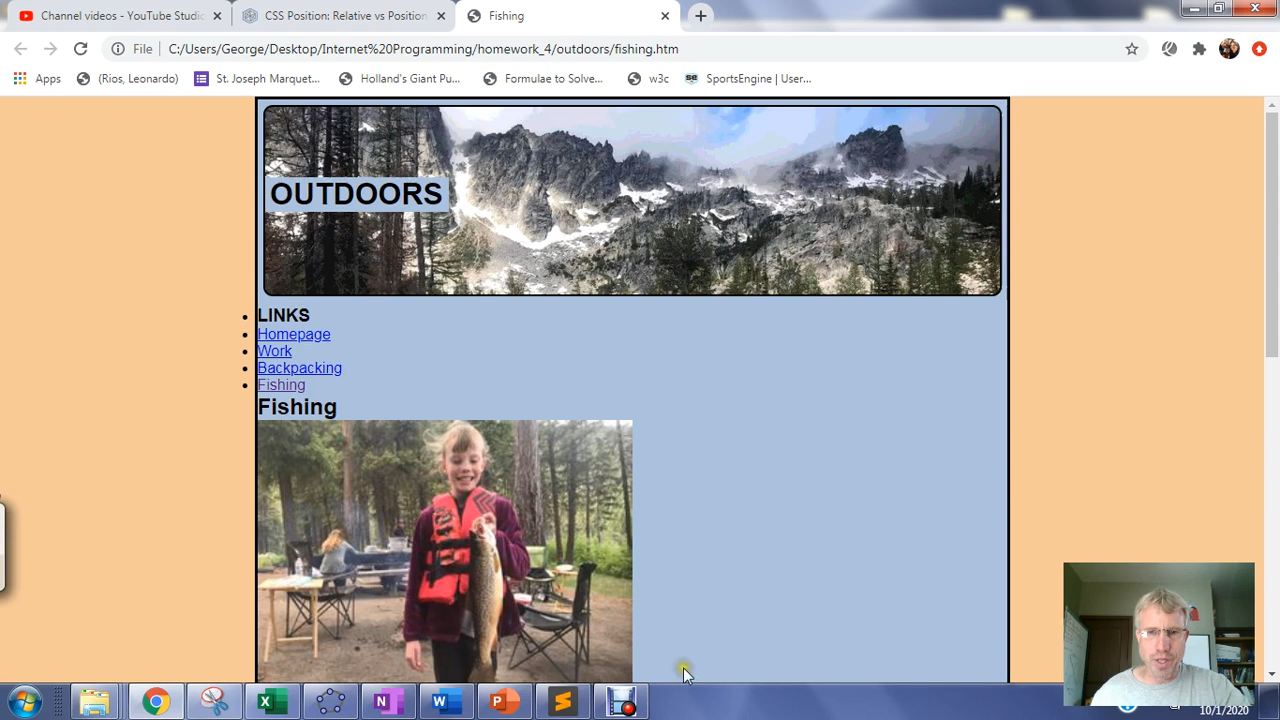 Channel videos - YouTube Studio
CSS Position: Relative vs Position
Fishing
File C:/Users/George/Desktop/Internet%20Programming/homework_4/outdoors/fishing.htm
Apps (Rios, Leonardo) St. Joseph Marquet... Holland's Giant Pu... Formulae to Solve... w3c SportsEngine | User...
OUTDOORS
LINKS
Homepage
Work
Backpacking
Fishing
Fishing
10/1/2020